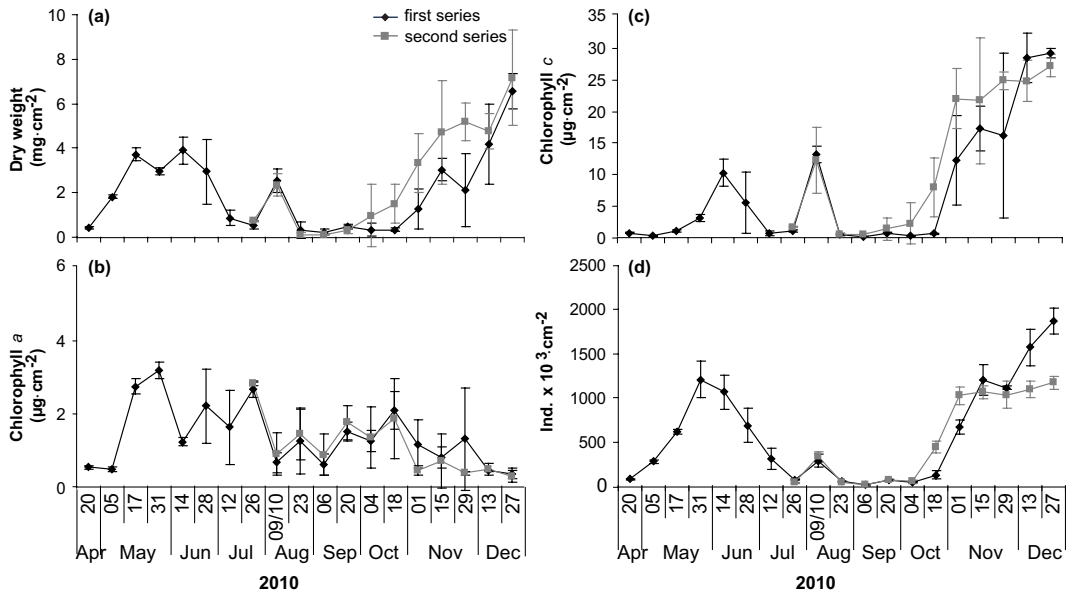 (a)
first series
second series
Dry weight
(mg·cm-2)
10
8
6
4
2
0
(c)
Chlorophyll c
(µg·cm-2)
35
30
25
20
15
10
5
0
(b)
Chlorophyll a
(µg·cm-2)
6
4
2
0
20 05 17 31 14 28 12 26 09/10 23 06 20 04 18 01 15 29 13 27
Apr May Jun Jul Aug Sep Oct Nov Dec
2010
(d)
Ind. x 10 3·cm-2
2500
2000
1500
1000
500
0
20 05 17 31 14 28 12 26 09/10 23 06 20 04 18 01 15 29 13 27
Apr May Jun Jul Aug Sep Oct Nov Dec
2010